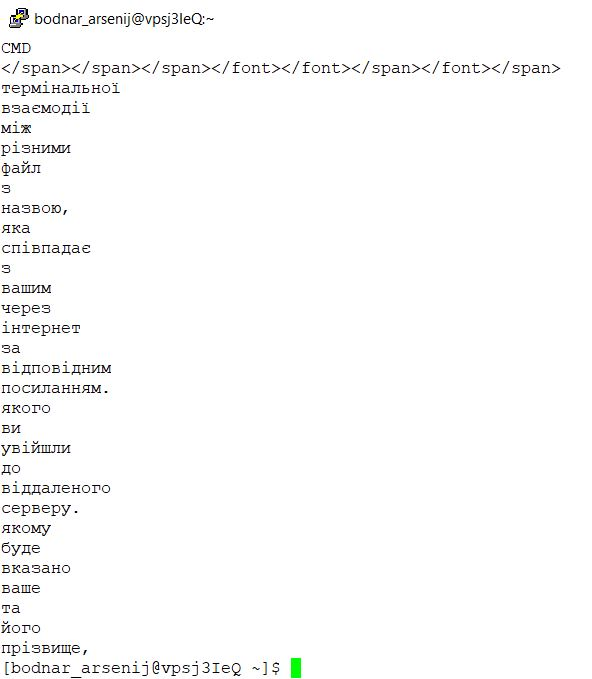 bodnar_arsenij@vpsj3IeQ:~
CMD
</span></span></span></font></font></span></font></span>
термінальної
взаємодії
між
різними
файл
з
назвою,
яка
співпадає
з
вашим
через
інтернет
за
відповідним
посиланням.
якого
ви
увійшли
до
віддаленого
серверу.
якому
буде
вказано
ваше
та
його
прізвище,
[bodnar_arsenij@vpsj3IeQ ~]$